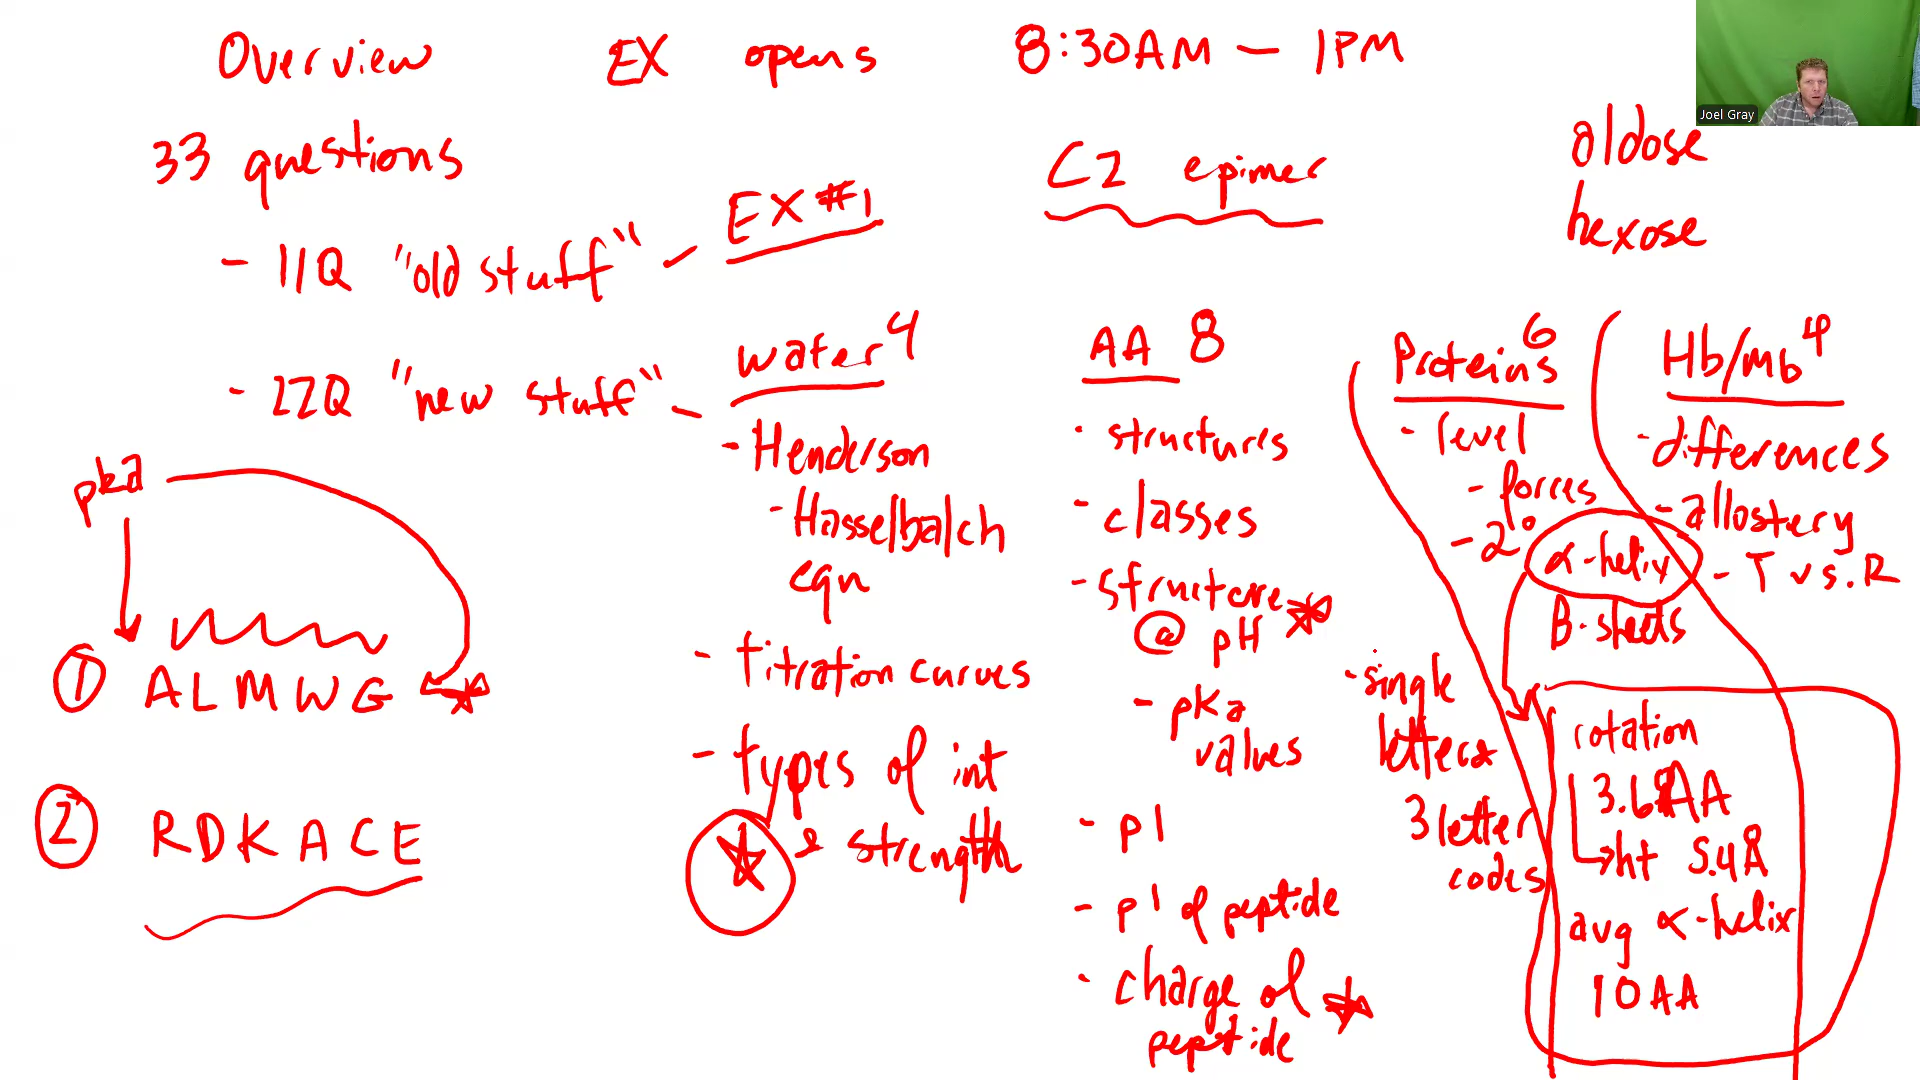 Overview EX opens 8:30AM – 1PM
Joel Gray
33 questions
- 11Q "old stuff" - EX #1
C2 epimer
aldose
hexose
- 22Q "new stuff" -
water 4
- Henderson
- Hasselbalch
eqn
- titration curves
- types of int
& strength
AA 8
· structures
- classes
- structure
@ pH
- pKa
values
- pI
- pI of peptide
- charge of
peptide
Proteins 6
- level
- forces
- 2°
α-helix
B-sheets
- single
letters
3 letter
codes
rotation
3.6 AA
ht 5.4Å
avg α-helix
10 AA
Hb/Mb 4
- differences
- allostery
- T vs. R
pka
① ALMWG
② RDKACE